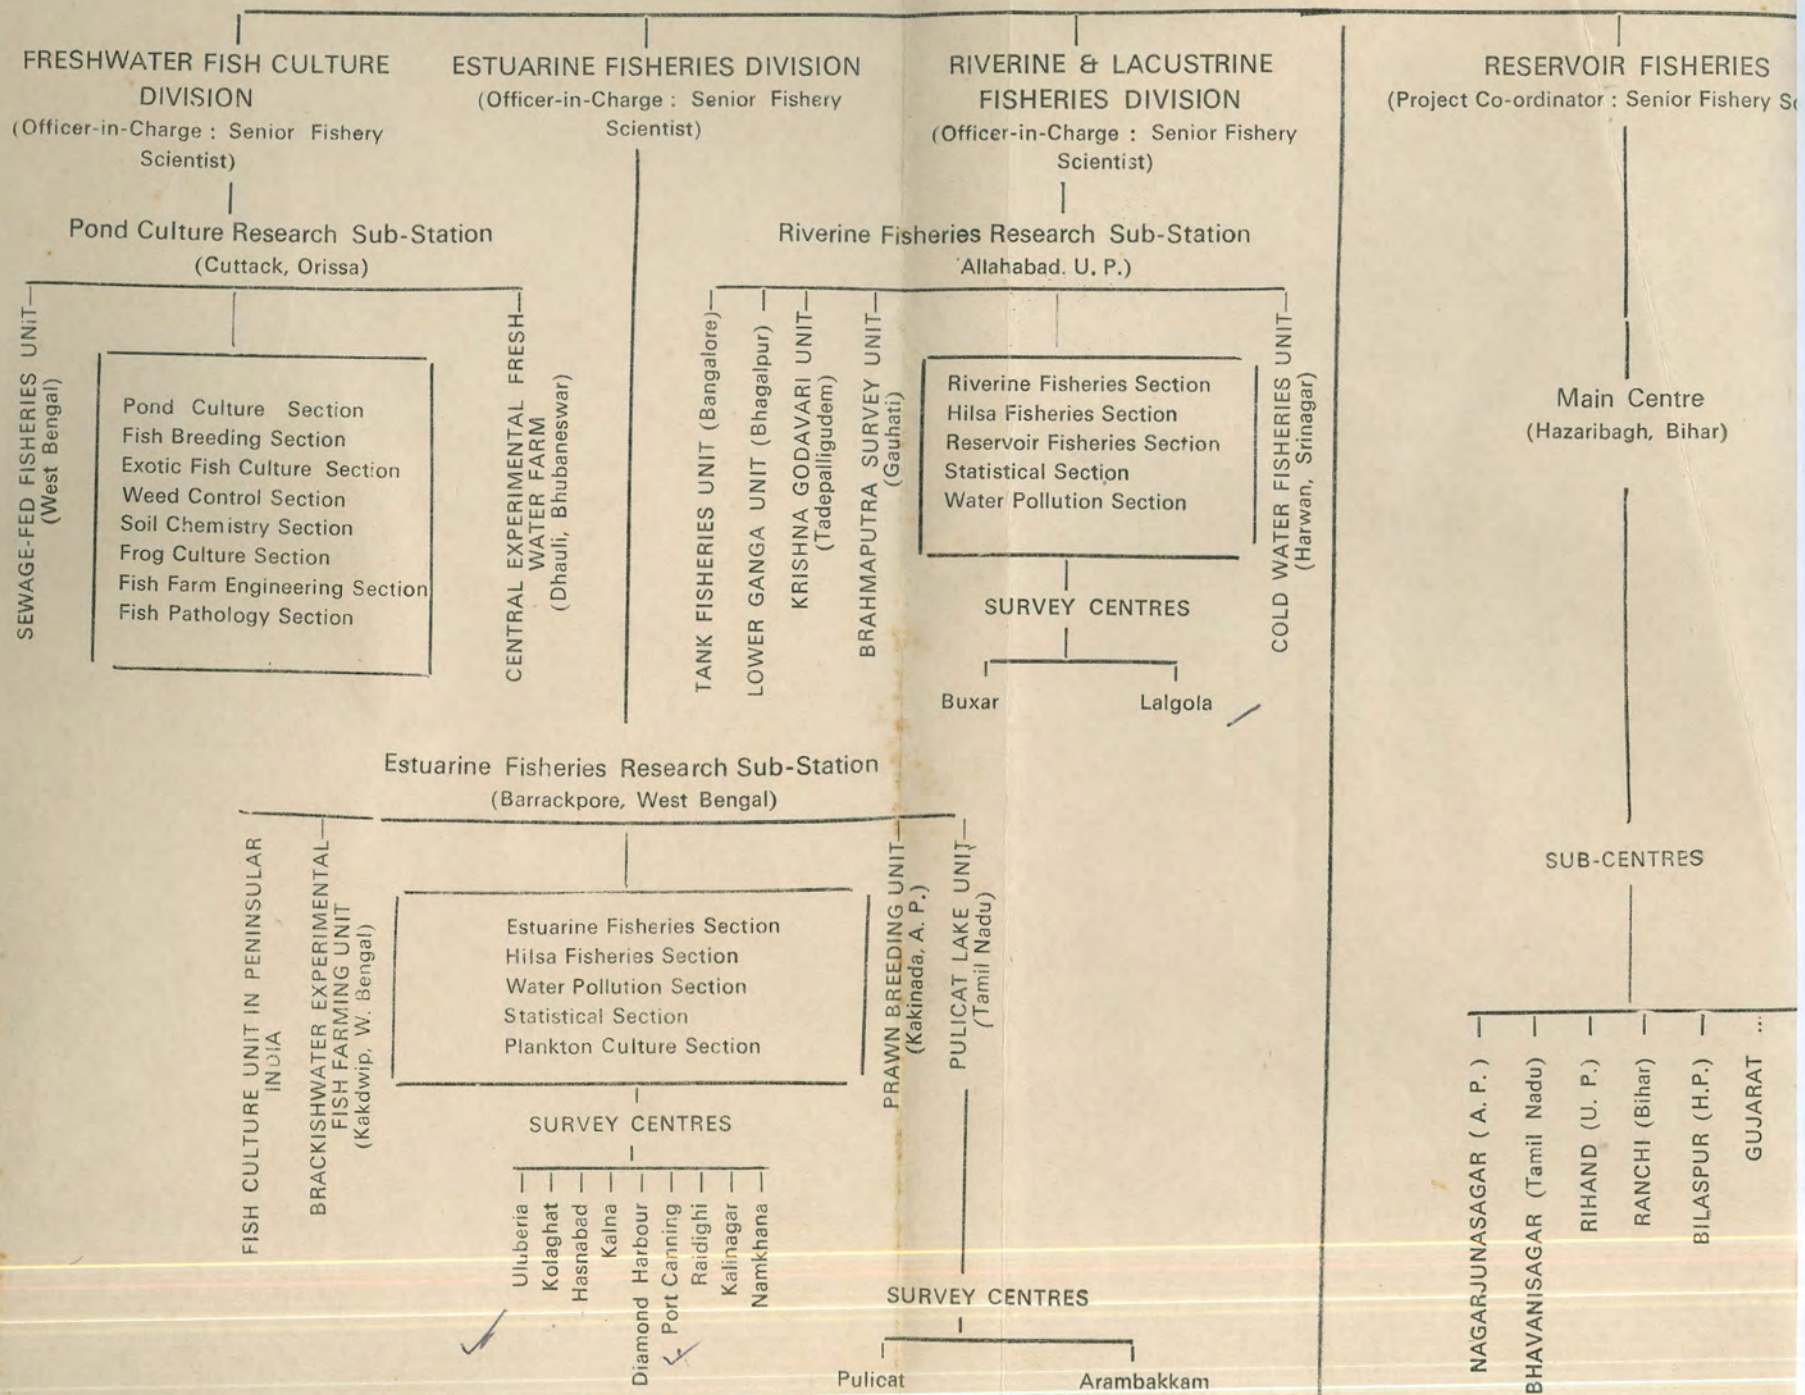 FRESHWATER FISH CULTURE
DIVISION
(Officer-in-Charge : Senior Fishery
Scientist)
Pond Culture Research Sub-Station
(Cuttack, Orissa)
SEWAGE-FED FISHERIES UNIT
(West Bengal)
Pond Culture Section
Fish Breeding Section
Exotic Fish Culture Section
Weed Control Section
Soil Chemistry Section
Frog Culture Section
Fish Farm Engineering Section
Fish Pathology Section
CENTRAL EXPERIMENTAL FRESH
WATER FARM
(Dhauli, Bhubaneswar)
ESTUARINE FISHERIES DIVISION
(Officer-in-Charge : Senior Fishery
Scientist)
Estuarine Fisheries Research Sub-Station
(Barrackpore, West Bengal)
FISH CULTURE UNIT IN PENINSULAR
INDIA
BRACKISHWATER EXPERIMENTAL
FISH FARMING UNIT
(Kakdwip, W. Bengal)
Estuarine Fisheries Section
Hilsa Fisheries Section
Water Pollution Section
Statistical Section
Plankton Culture Section
SURVEY CENTRES
Uluberia
Kolaghat
Hasnabad
Kalna
Diamond Harbour
Port Canning
Raidighi
Kalinagar
Namkhana
PRAWN BREEDING UNIT
(Kakinada, A. P.)
PULICAT LAKE UNIT
(Tamil Nadu)
SURVEY CENTRES
Pulicat
Arambakkam
RIVERINE & LACUSTRINE
FISHERIES DIVISION
(Officer-in-Charge : Senior Fishery
Scientist)
Riverine Fisheries Research Sub-Station
Allahabad. U. P.)
TANK FISHERIES UNIT (Bangalore)
LOWER GANGA UNIT (Bhagalpur)
KRISHNA GODAVARI UNIT
(Tadepalligudem)
BRAHMAPUTRA SURVEY UNIT
(Gauhati)
Riverine Fisheries Section
Hilsa Fisheries Section
Reservoir Fisheries Section
Statistical Section
Water Pollution Section
SURVEY CENTRES
Buxar
Lalgola
COLD WATER FISHERIES UNIT
(Harwan, Srinagar)
RESERVOIR FISHERIES
(Project Co-ordinator : Senior Fishery
Main Centre
(Hazaribagh, Bihar)
SUB-CENTRES
NAGARJUNASAGAR (A. P.)
BHAVANISAGAR (Tamil Nadu)
RIHAND (U. P.)
RANCHI (Bihar)
BILASPUR (H.P.)
GUJARAT ...